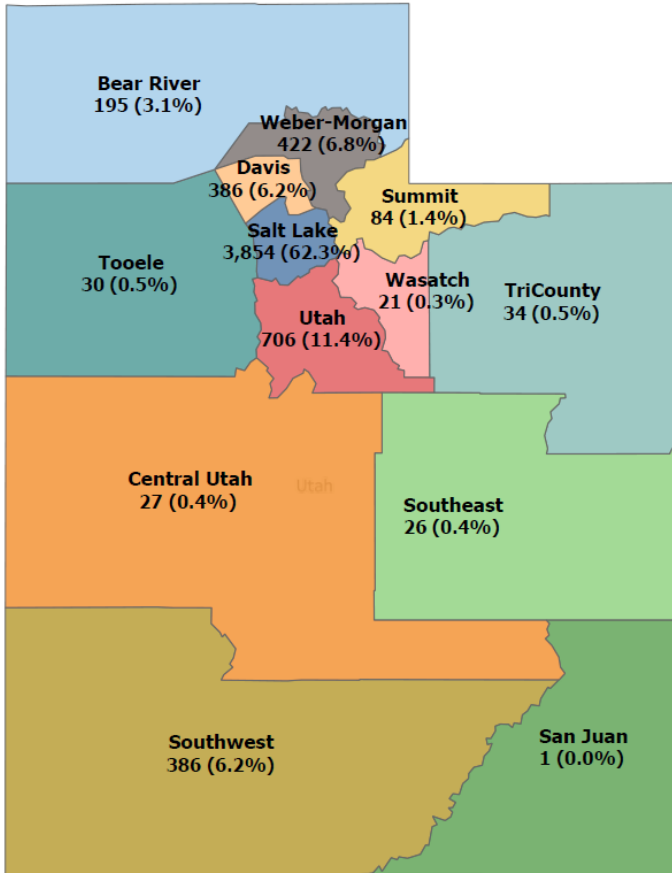 Bear River
195 (3.1%)
Weber-Morgan
422 (6.8%)
Davis
386 (6.2%)
Summit
84 (1.4%)
Salt Lake
3,854 (62.3%)
Tooele
30 (0.5%)
Wasatch
21 (0.3%)
TriCounty
34 (0.5%)
Utah
706 (11.4%)
Central Utah
27 (0.4%)
Utah
Southeast
26 (0.4%)
Southwest
386 (6.2%)
San Juan
1 (0.0%)